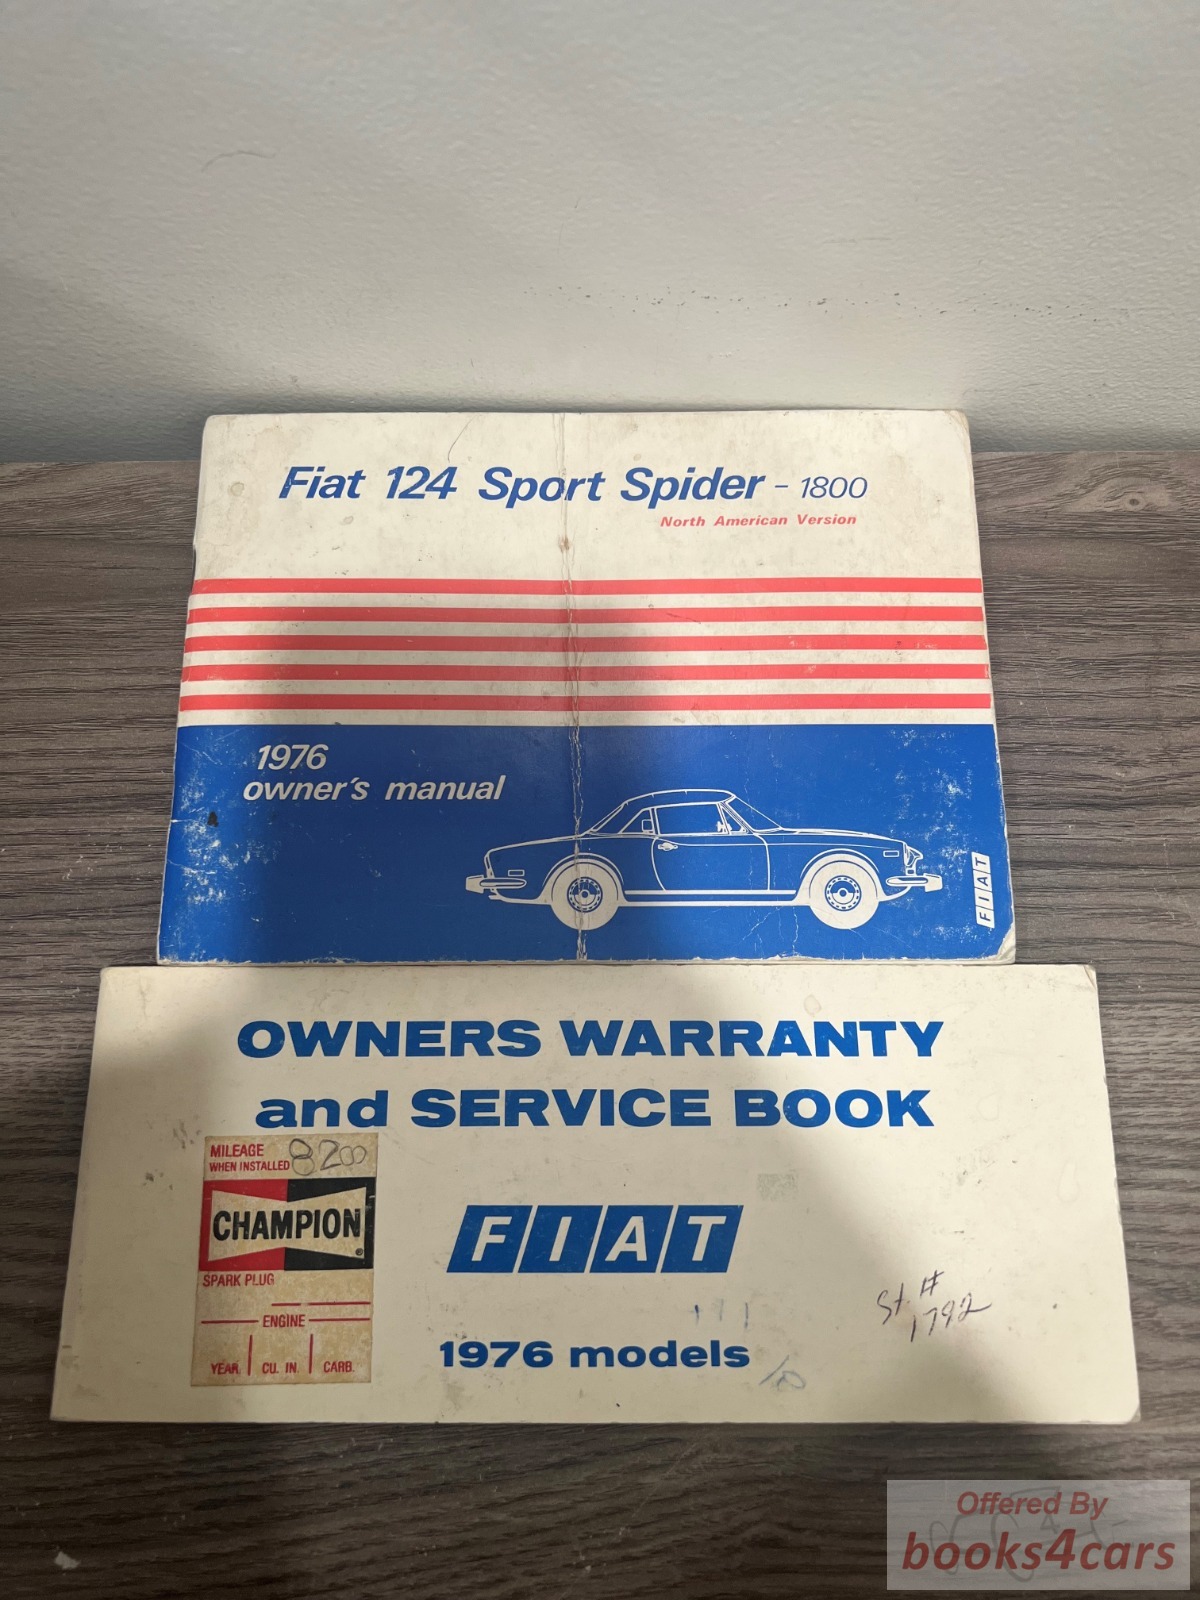 Fiat 124 Sport Spider - 1800
North American Version
1976
owner's manual
FIAT
OWNERS WARRANTY
and SERVICE BOOK
MILEAGE
WHEN INSTALLED 8200
CHAMPION
SPARK PLUG
ENGINE
YEAR CU. IN. CARB.
FIAT
1976 models
10
St. #
1792
Offered By
books4cars